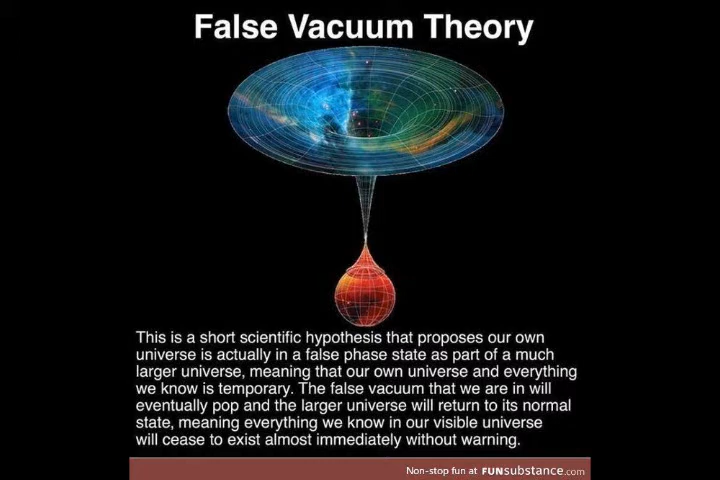 False Vacuum Theory
This is a short scientific hypothesis that proposes our own
universe is actually in a false phase state as part of a much
larger universe, meaning that our own universe and everything
we know is temporary. The false vacuum that we are in will
eventually pop and the larger universe will return to its normal
state, meaning everything we know in our visible universe
will cease to exist almost immediately without warning.
Non-stop fun at FUNsubstance.com